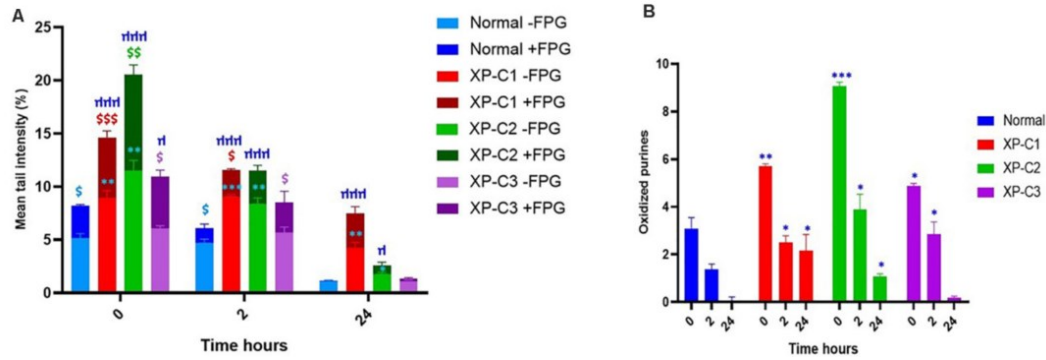 A
Mean tail intensity (%)
25
20
15
10
5
0
$
**
$$$
**
$$
**
$
$
***
$
**
$
**
*
0
2
24
Time hours
Normal -FPG
Normal +FPG
XP-C1 -FPG
XP-C1 +FPG
XP-C2 -FPG
XP-C2 +FPG
XP-C3 -FPG
XP-C3 +FPG
B
Oxidized purines
10
8
6
4
2
0
**
*
*
***
*
*
*
*
0 2 24 0 2 24 0 2 24 0 2 24
Time hours
Normal
XP-C1
XP-C2
XP-C3